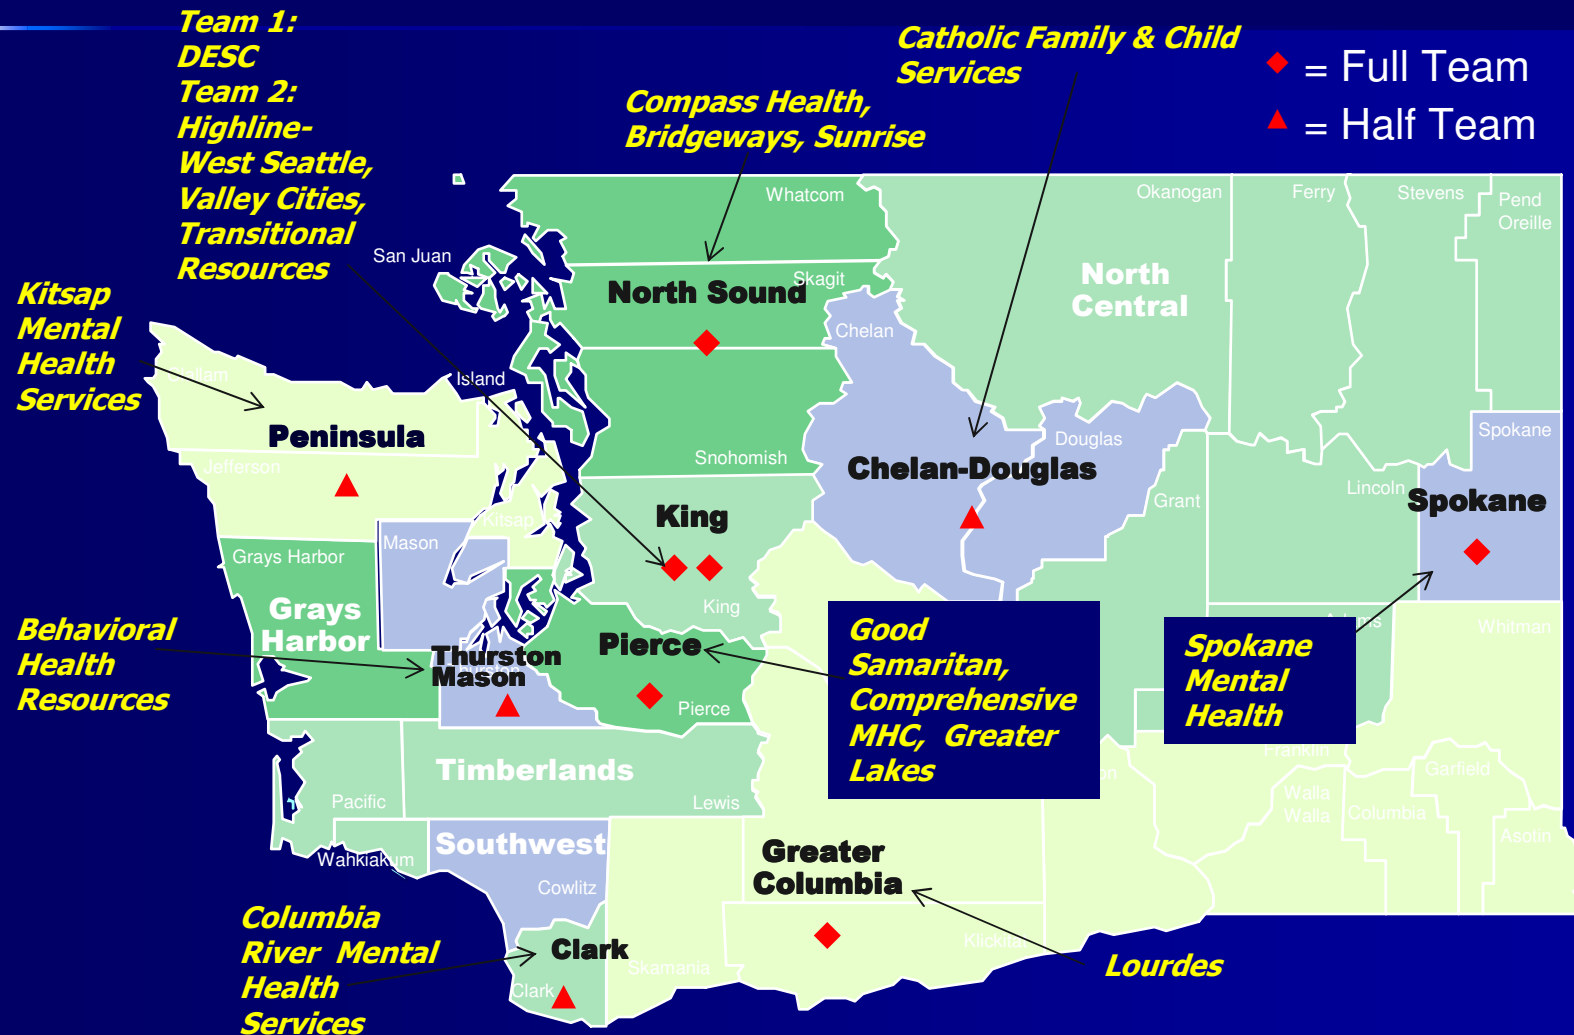 Team 1:
DESC
Team 2:
Highline-
West Seattle,
Valley Cities,
Transitional
Resources
Catholic Family & Child
Services
Compass Health,
Bridgeways, Sunrise
= Full Team
= Half Team
Kitsap
Mental
Health
Services
Behavioral
Health
Resources
Columbia
River Mental
Health
Services
Good
Samaritan,
Comprehensive
MHC, Greater
Lakes
Spokane
Mental
Health
Lourdes
Whatcom
Okanogan
Ferry
Stevens
Pend
Oreille
San Juan
Skagit
North Sound
North
Central
Chelan
Island
Clallam
Peninsula
Jefferson
Snohomish
Douglas
Chelan-Douglas
Grant
Lincoln
Spokane
Spokane
King
King
Kitsap
Mason
Grays Harbor
Grays
Harbor
Thurston
Mason
Thurston
Pierce
Pierce
Adams
Whitman
Timberlands
Pacific
Lewis
Wahkiakum
Southwest
Cowlitz
Clark
Clark
Skamania
Greater
Columbia
Klickitat
Franklin
Walla
Walla
Columbia
Garfield
Asotin